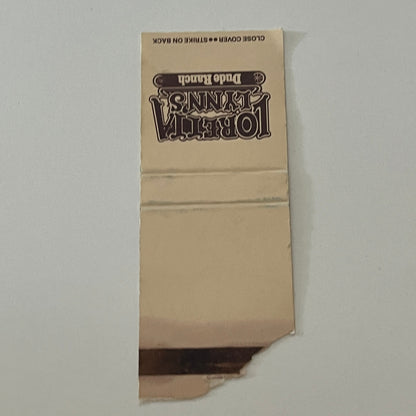 LORETTA
LYNN'S
Dude Ranch
CLOSE COVER ●● STRIKE ON BACK